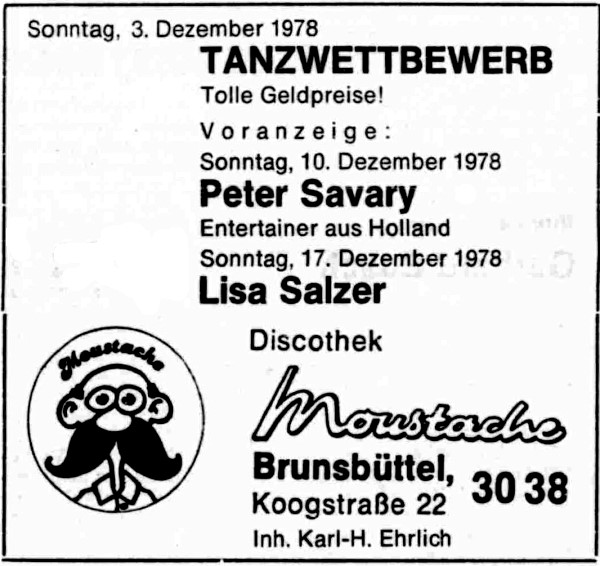 Sonntag, 3. Dezember 1978
TANZWETTBEWERB
Tolle Geldpreise!
Voranzeige:
Sonntag, 10. Dezember 1978
Peter Savary
Entertainer aus Holland
Sonntag, 17. Dezember 1978
Lisa Salzer
Moustache
Discothek
Moustache
Brunsbüttel,
Koogstraße 22
30 38
Inh. Karl-H. Ehrlich